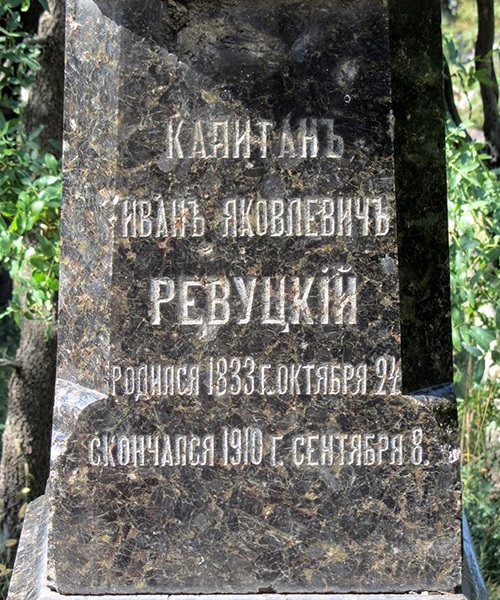 КАПИТАНЪ
ИВАНЪ ЯКОВЛЕВИЧЪ
РЕВУЦКІЙ
РОДИЛСЯ 1833 Г. ОКТЯБРЯ 24
СКОНЧАЛСЯ 1910 Г. СЕНТЯБРЯ 8.